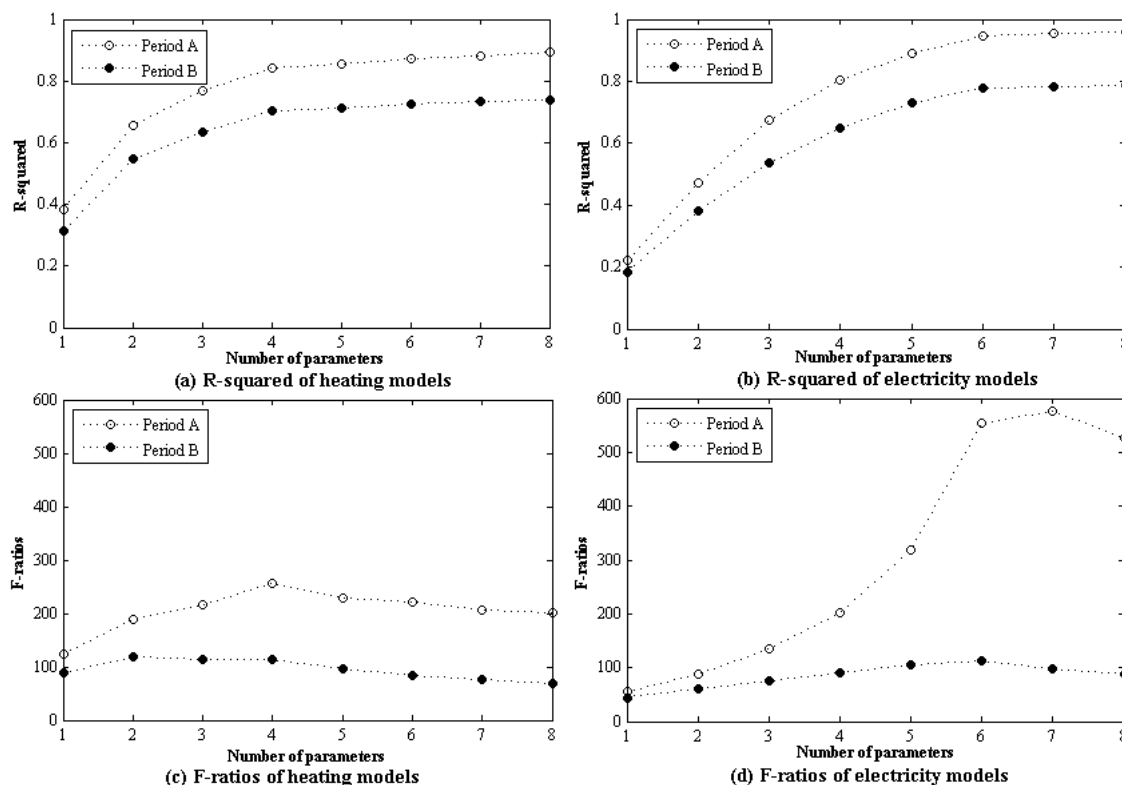 1
0.8
0.6
0.4
0.2
0
R-squared
Period A
Period B
1 2 3 4 5 6 7 8
Number of parameters
(a) R-squared of heating models
1
0.8
0.6
0.4
0.2
0
R-squared
Period A
Period B
1 2 3 4 5 6 7 8
Number of parameters
(b) R-squared of electricity models
600
500
400
300
200
100
0
F-ratios
Period A
Period B
1 2 3 4 5 6 7 8
Number of parameters
(c) F-ratios of heating models
600
500
400
300
200
100
0
F-ratios
Period A
Period B
1 2 3 4 5 6 7 8
Number of parameters
(d) F-ratios of electricity models